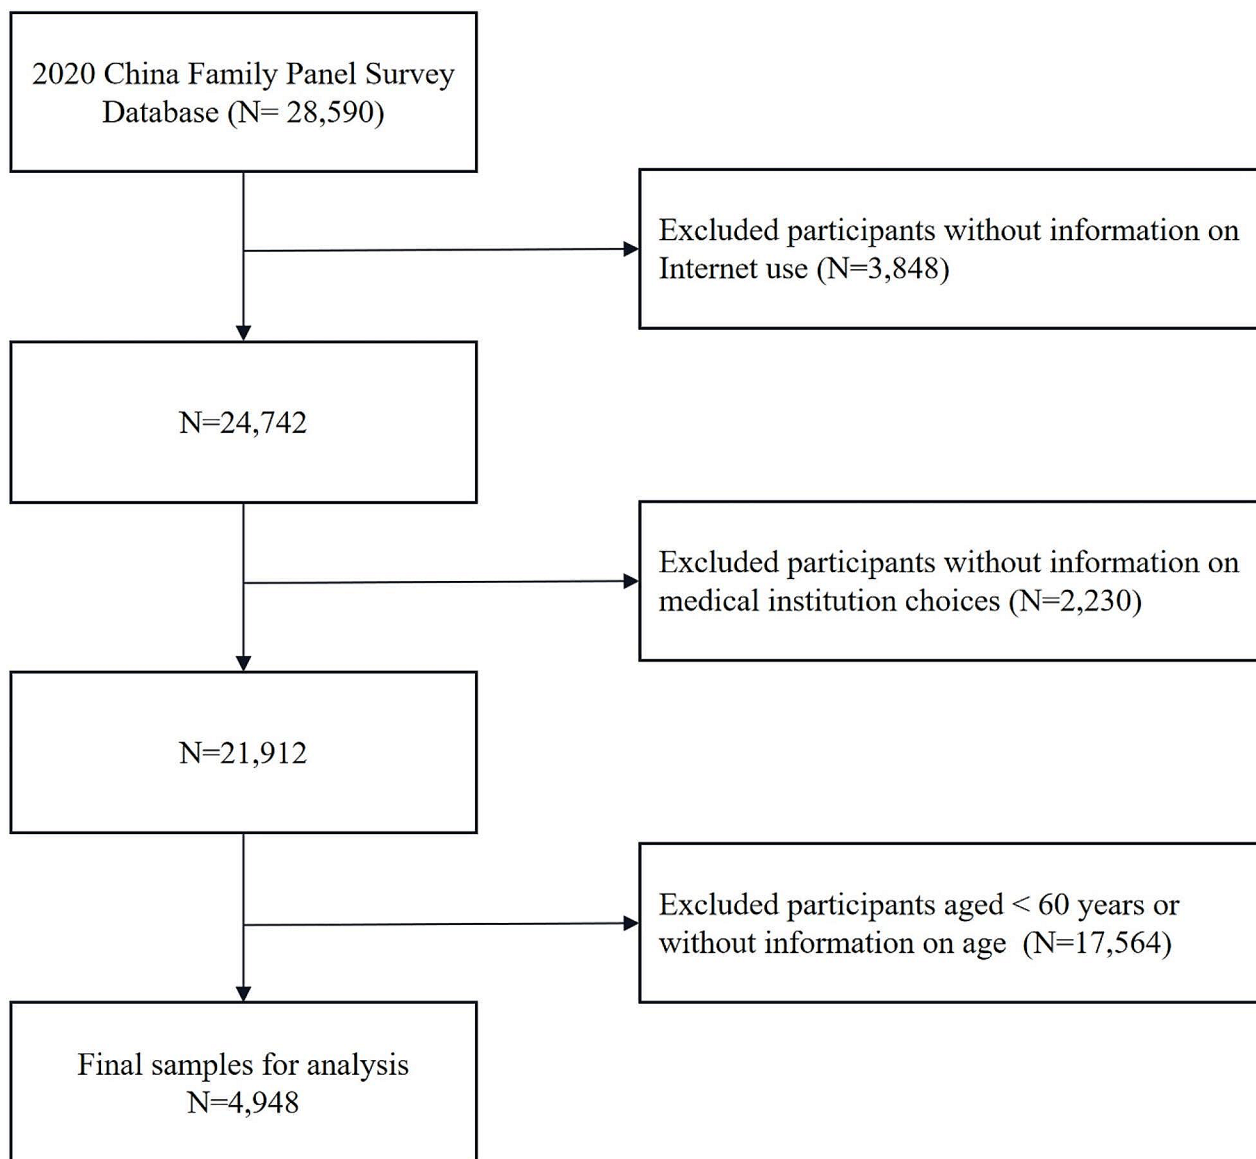 2020 China Family Panel Survey
Database (N= 28,590)
Excluded participants without information on
Internet use (N=3,848)
N=24,742
Excluded participants without information on
medical institution choices (N=2,230)
N=21,912
Excluded participants aged < 60 years or
without information on age  (N=17,564)
Final samples for analysis
N=4,948